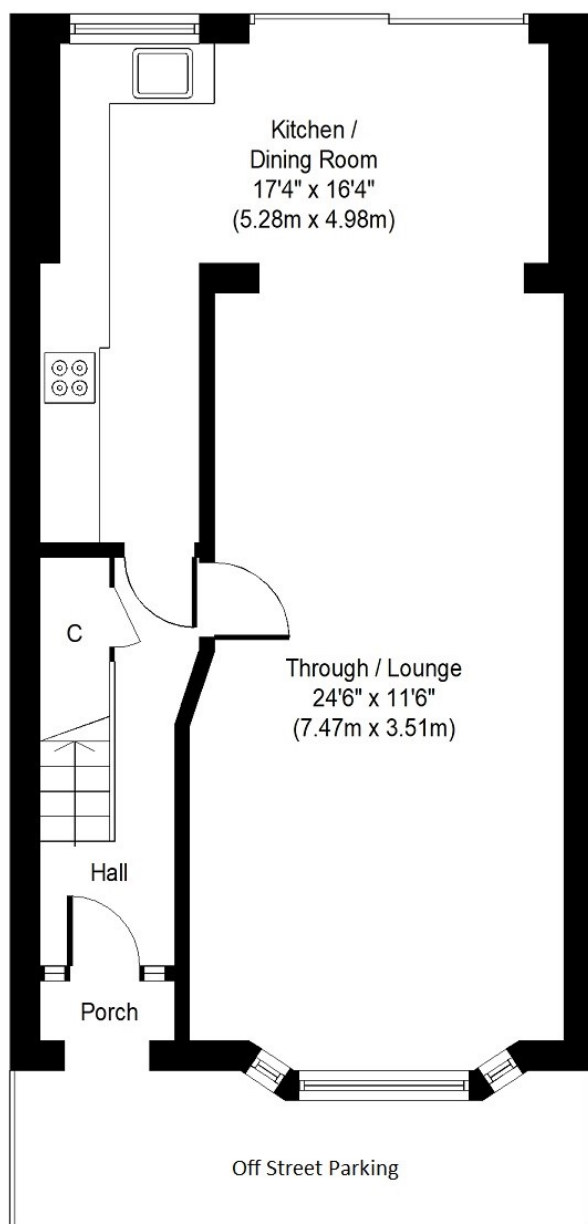 Kitchen /
Dining Room
17'4" x 16'4"
(5.28m x 4.98m)
C
Through / Lounge
24'6" x 11'6"
(7.47m x 3.51m)
Hall
Porch
Off Street Parking